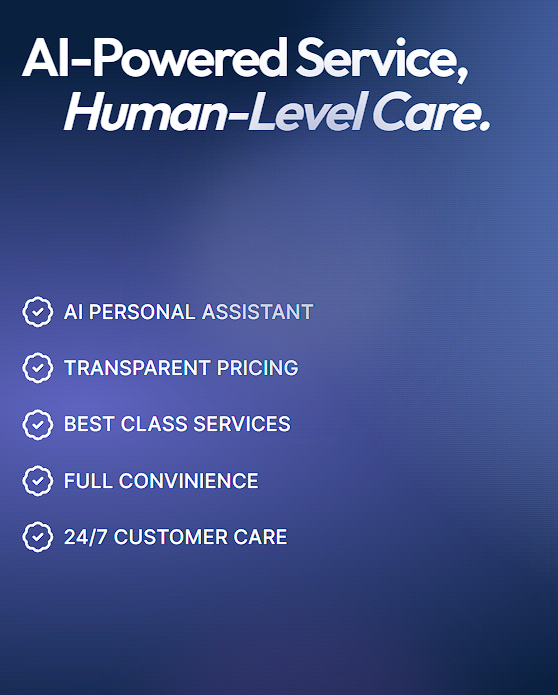 AI-Powered Service,
Human-Level Care.
AI PERSONAL ASSISTANT
TRANSPARENT PRICING
BEST CLASS SERVICES
FULL CONVINIENCE
24/7 CUSTOMER CARE